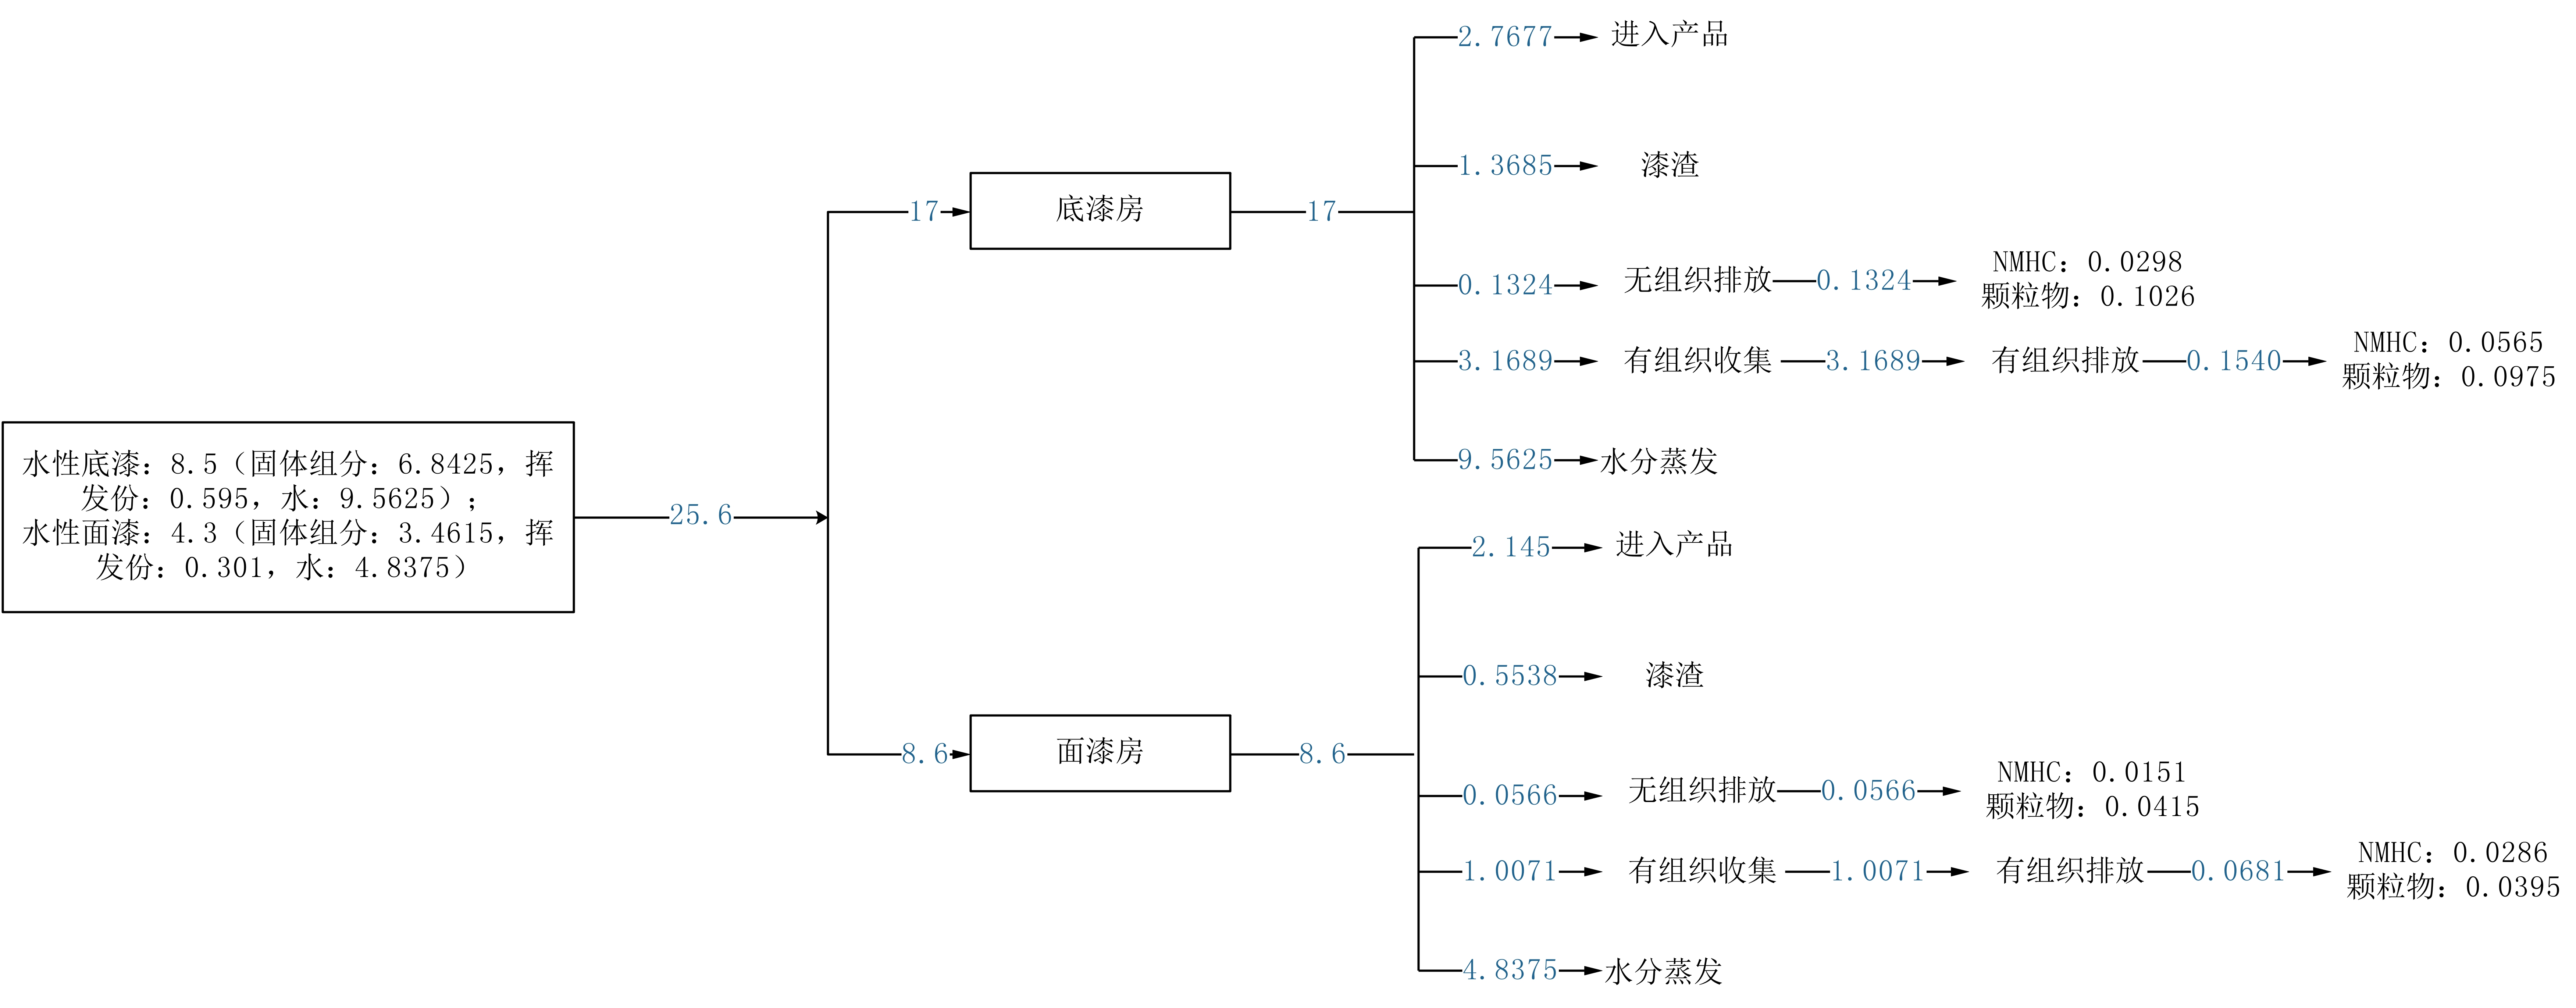 水性底漆：8.5（固体组分：6.8425，挥
发份：0.595，水：9.5625）；
水性面漆：4.3（固体组分：3.4615，挥
发份：0.301，水：4.8375）
25.6
17
底漆房
17
2.7677
进入产品
1.3685
漆渣
0.1324
无组织排放
0.1324
NMHC：0.0298
颗粒物：0.1026
3.1689
有组织收集
3.1689
有组织排放
0.1540
NMHC：0.0565
颗粒物：0.0975
9.5625
水分蒸发
8.6
面漆房
8.6
2.145
进入产品
0.5538
漆渣
0.0566
无组织排放
0.0566
NMHC：0.0151
颗粒物：0.0415
1.0071
有组织收集
1.0071
有组织排放
0.0681
NMHC：0.0286
颗粒物：0.0395
4.8375
水分蒸发